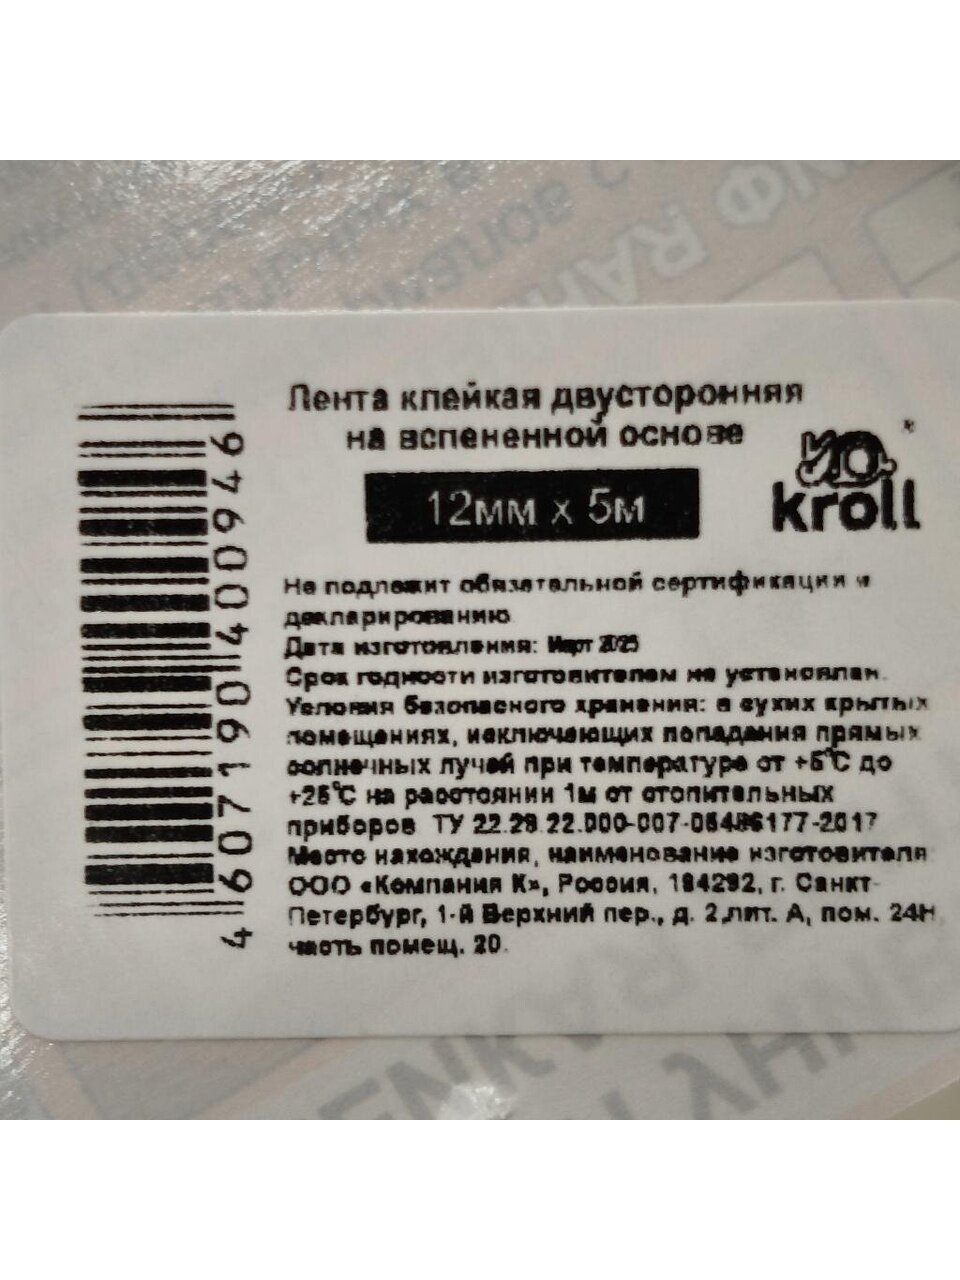 Лента клейкая двусторонняя
на вспененной основе
12мм х 5м
kroll
Не подлежит обязательной сертификации и
декларированию
Дата изготовления: Март 2025
Срок годности изготовителем не установлен.
Условия безопасного хранения: в сухих крытых
помещениях, исключающих попадания прямых
солнечных лучей при температуре от +5°С до
+25°С на расстоянии 1м от отопительных
приборов ТУ 22.29.22.000-007-05486177-2017
Место нахождения, наименование изготовителя
ООО «Компания К», Россия, 194292, г. Санкт-
Петербург, 1-й Верхний пер., д. 2,лит. А, пом. 24Н,
часть помещ. 20.
4 607190 400946